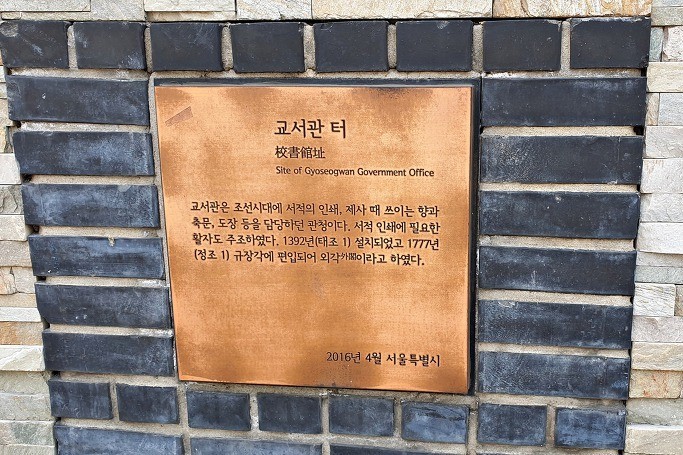 교서관 터
校書館址
Site of Gyoseogwan Government Office
교서관은 조선시대에 서적의 인쇄, 제사 때 쓰이는 향과
축문, 도장 등을 담당하던 관청이다. 서적 인쇄에 필요한
활자도 주조하였다. 1392년(태조 1) 설치되었고 1777년
(정조 1) 규장각에 편입되어 외각外閣이라고 하였다.
2016년 4월 서울특별시